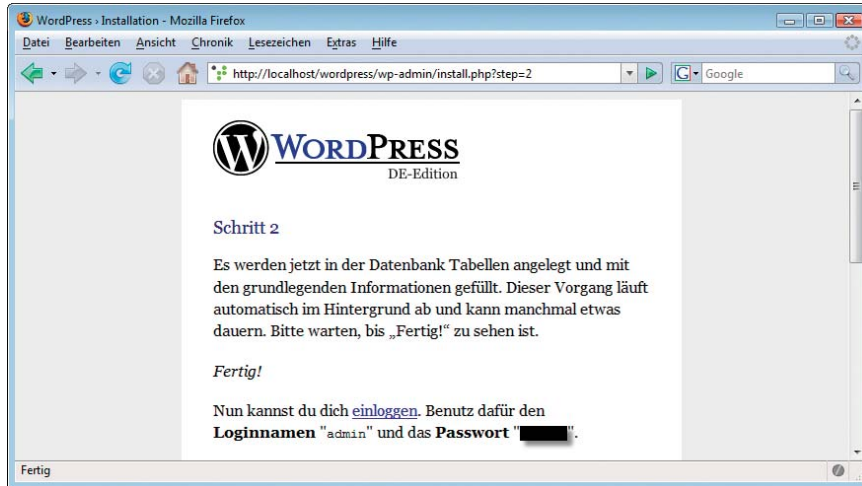 WordPress › Installation - Mozilla Firefox
Datei Bearbeiten Ansicht Chronik Lesezeichen Extras Hilfe
http://localhost/wordpress/wp-admin/install.php?step=2 G Google
WORDPRESS
DE-Edition
Schritt 2
Es werden jetzt in der Datenbank Tabellen angelegt und mit
den grundlegenden Informationen gefüllt. Dieser Vorgang läuft
automatisch im Hintergrund ab und kann manchmal etwas
dauern. Bitte warten, bis „Fertig!“ zu sehen ist.
Fertig!
Nun kannst du dich einloggen. Benutz dafür den
Loginnamen "admin" und das Passwort "".
Fertig